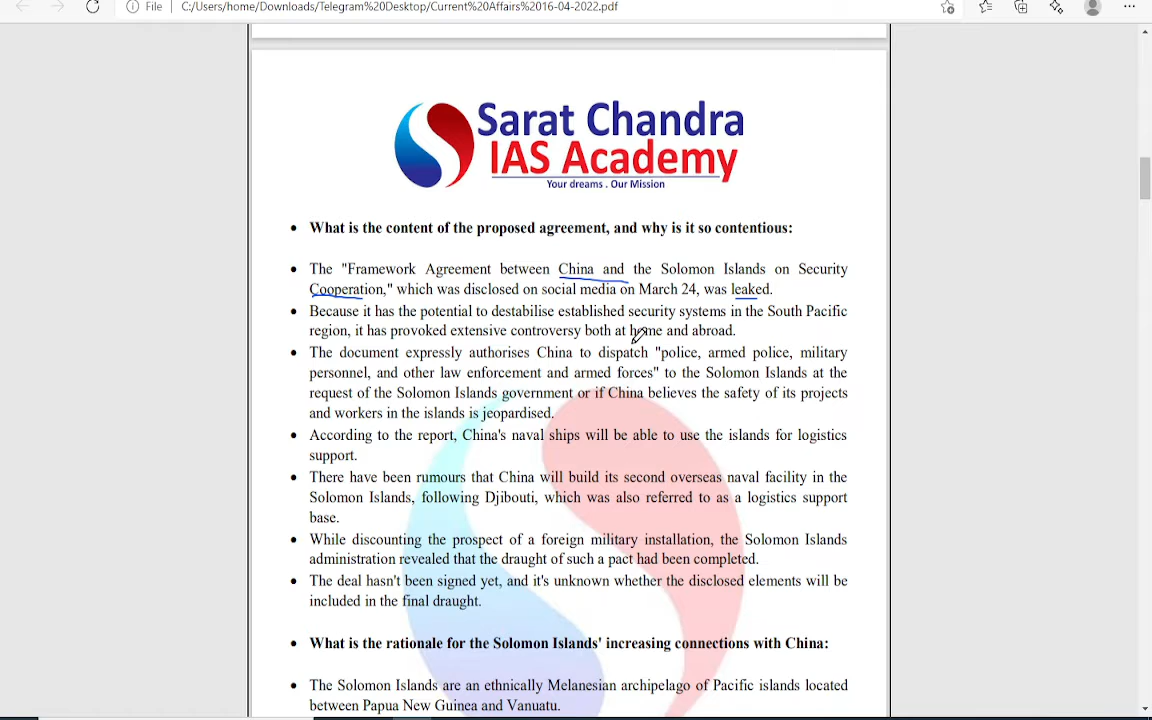 File
C:/Users/home/Downloads/Telegram%20Desktop/Current%20Affairs%2016-04-2022.pdf
Sarat Chandra
IAS Academy
Your dreams . Our Mission
• What is the content of the proposed agreement, and why is it so contentious:
• The "Framework Agreement between China and the Solomon Islands on Security
Cooperation," which was disclosed on social media on March 24, was leaked.
• Because it has the potential to destabilise established security systems in the South Pacific
region, it has provoked extensive controversy both at home and abroad.
• The document expressly authorises China to dispatch "police, armed police, military
personnel, and other law enforcement and armed forces" to the Solomon Islands at the
request of the Solomon Islands government or if China believes the safety of its projects
and workers in the islands is jeopardised.
• According to the report, China's naval ships will be able to use the islands for logistics
support.
• There have been rumours that China will build its second overseas naval facility in the
Solomon Islands, following Djibouti, which was also referred to as a logistics support
base.
• While discounting the prospect of a foreign military installation, the Solomon Islands
administration revealed that the draught of such a pact had been completed.
• The deal hasn't been signed yet, and it's unknown whether the disclosed elements will be
included in the final draught.
• What is the rationale for the Solomon Islands' increasing connections with China:
• The Solomon Islands are an ethnically Melanesian archipelago of Pacific islands located
between Papua New Guinea and Vanuatu.